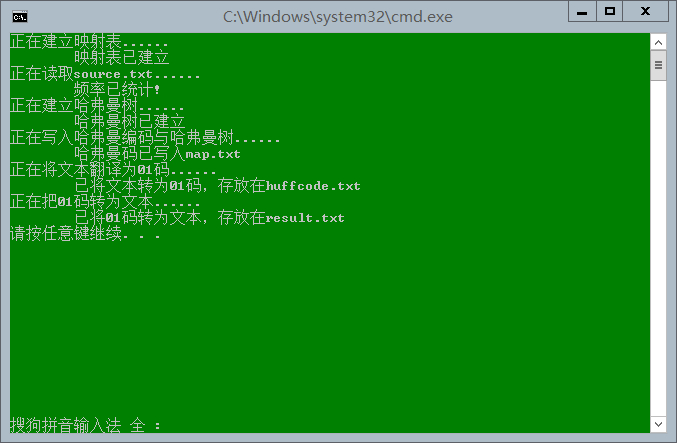 C:\Windows\system32\cmd.exe
正在建立映射表......
映射表已建立
正在读取source.txt......
频率已统计!
正在建立哈弗曼树......
哈弗曼树已建立
正在写入哈弗曼编码与哈弗曼树......
哈弗曼码已写入map.txt
正在将文本翻译为01码......
已将文本转为01码，存放在huffcode.txt
正在把01码转为文本......
已将01码转为文本，存放在result.txt
请按任意键继续. . .
搜狗拼音输入法 全 :